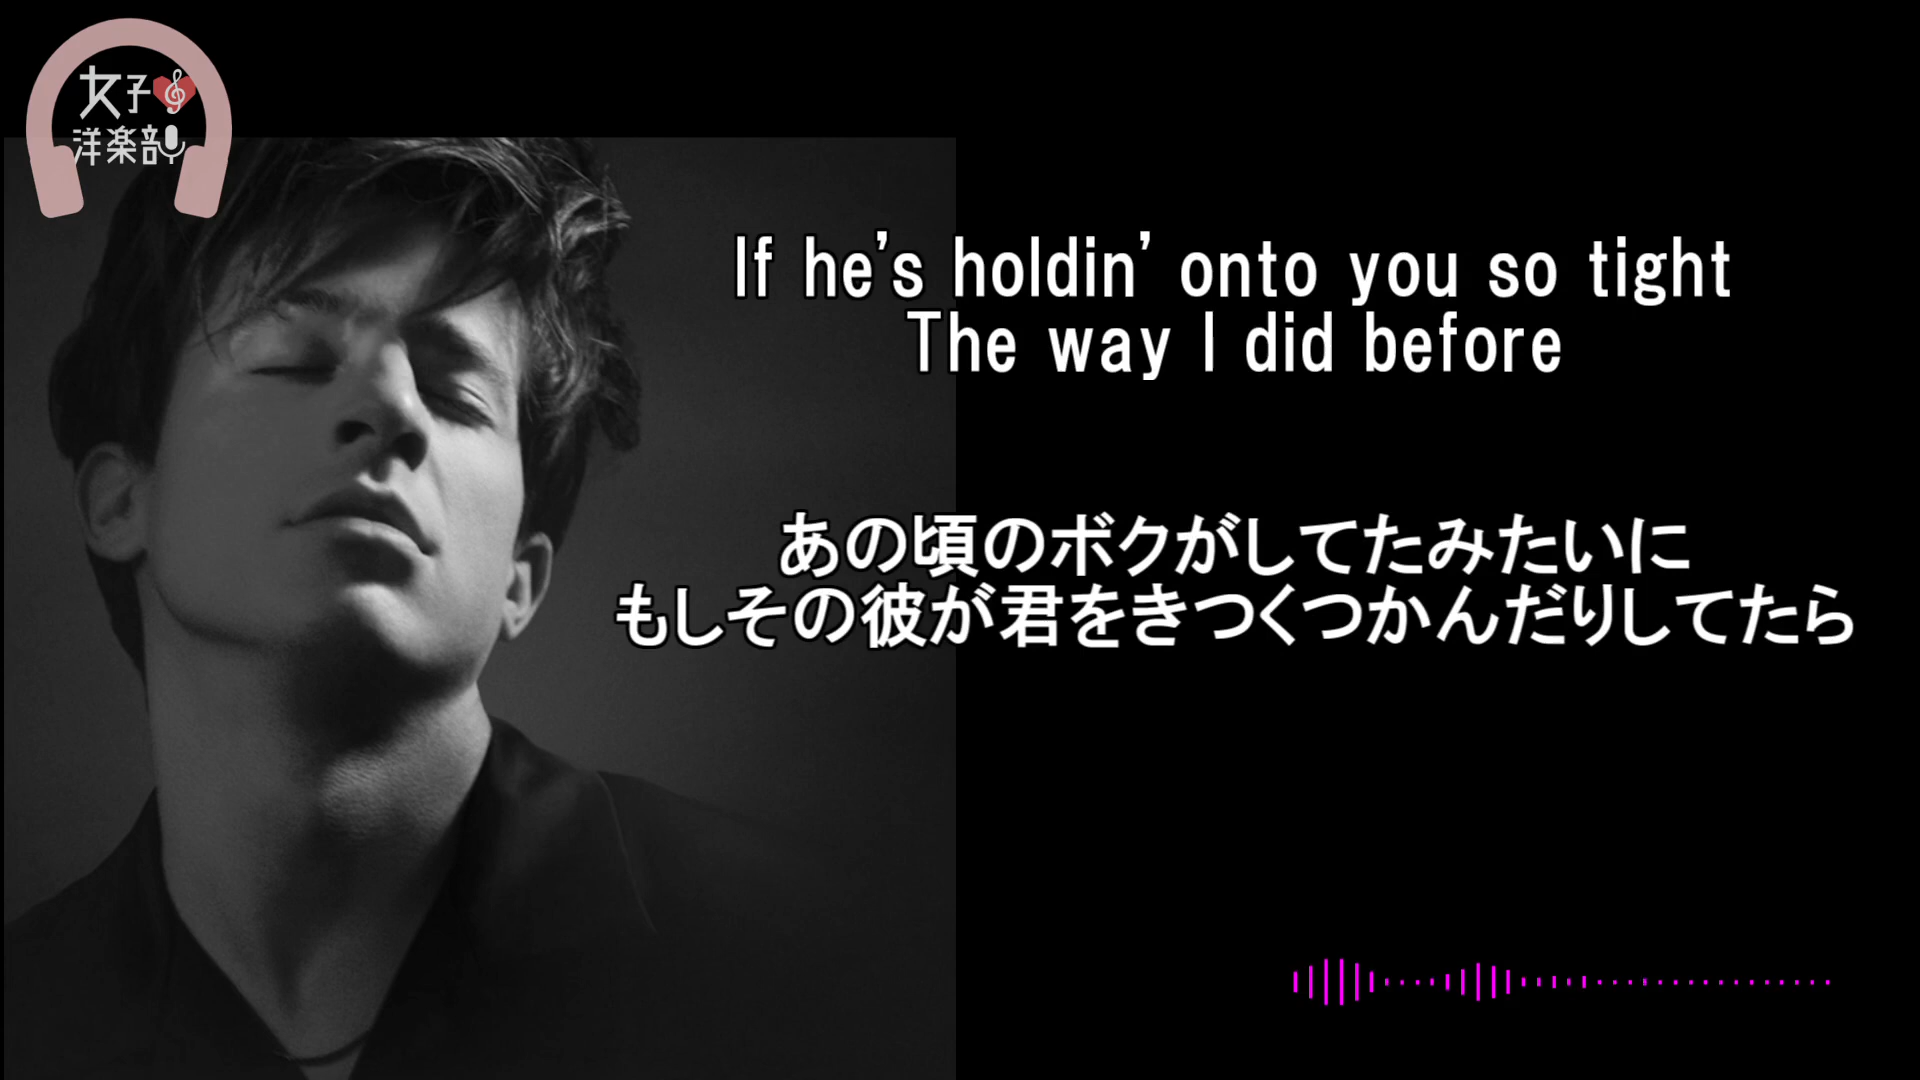 女子
洋楽部
If he's holdin' onto you so tight
The way I did before
あの頃のボクがしてたみたいに
もしその彼が君をきつくつかんだりしてたら